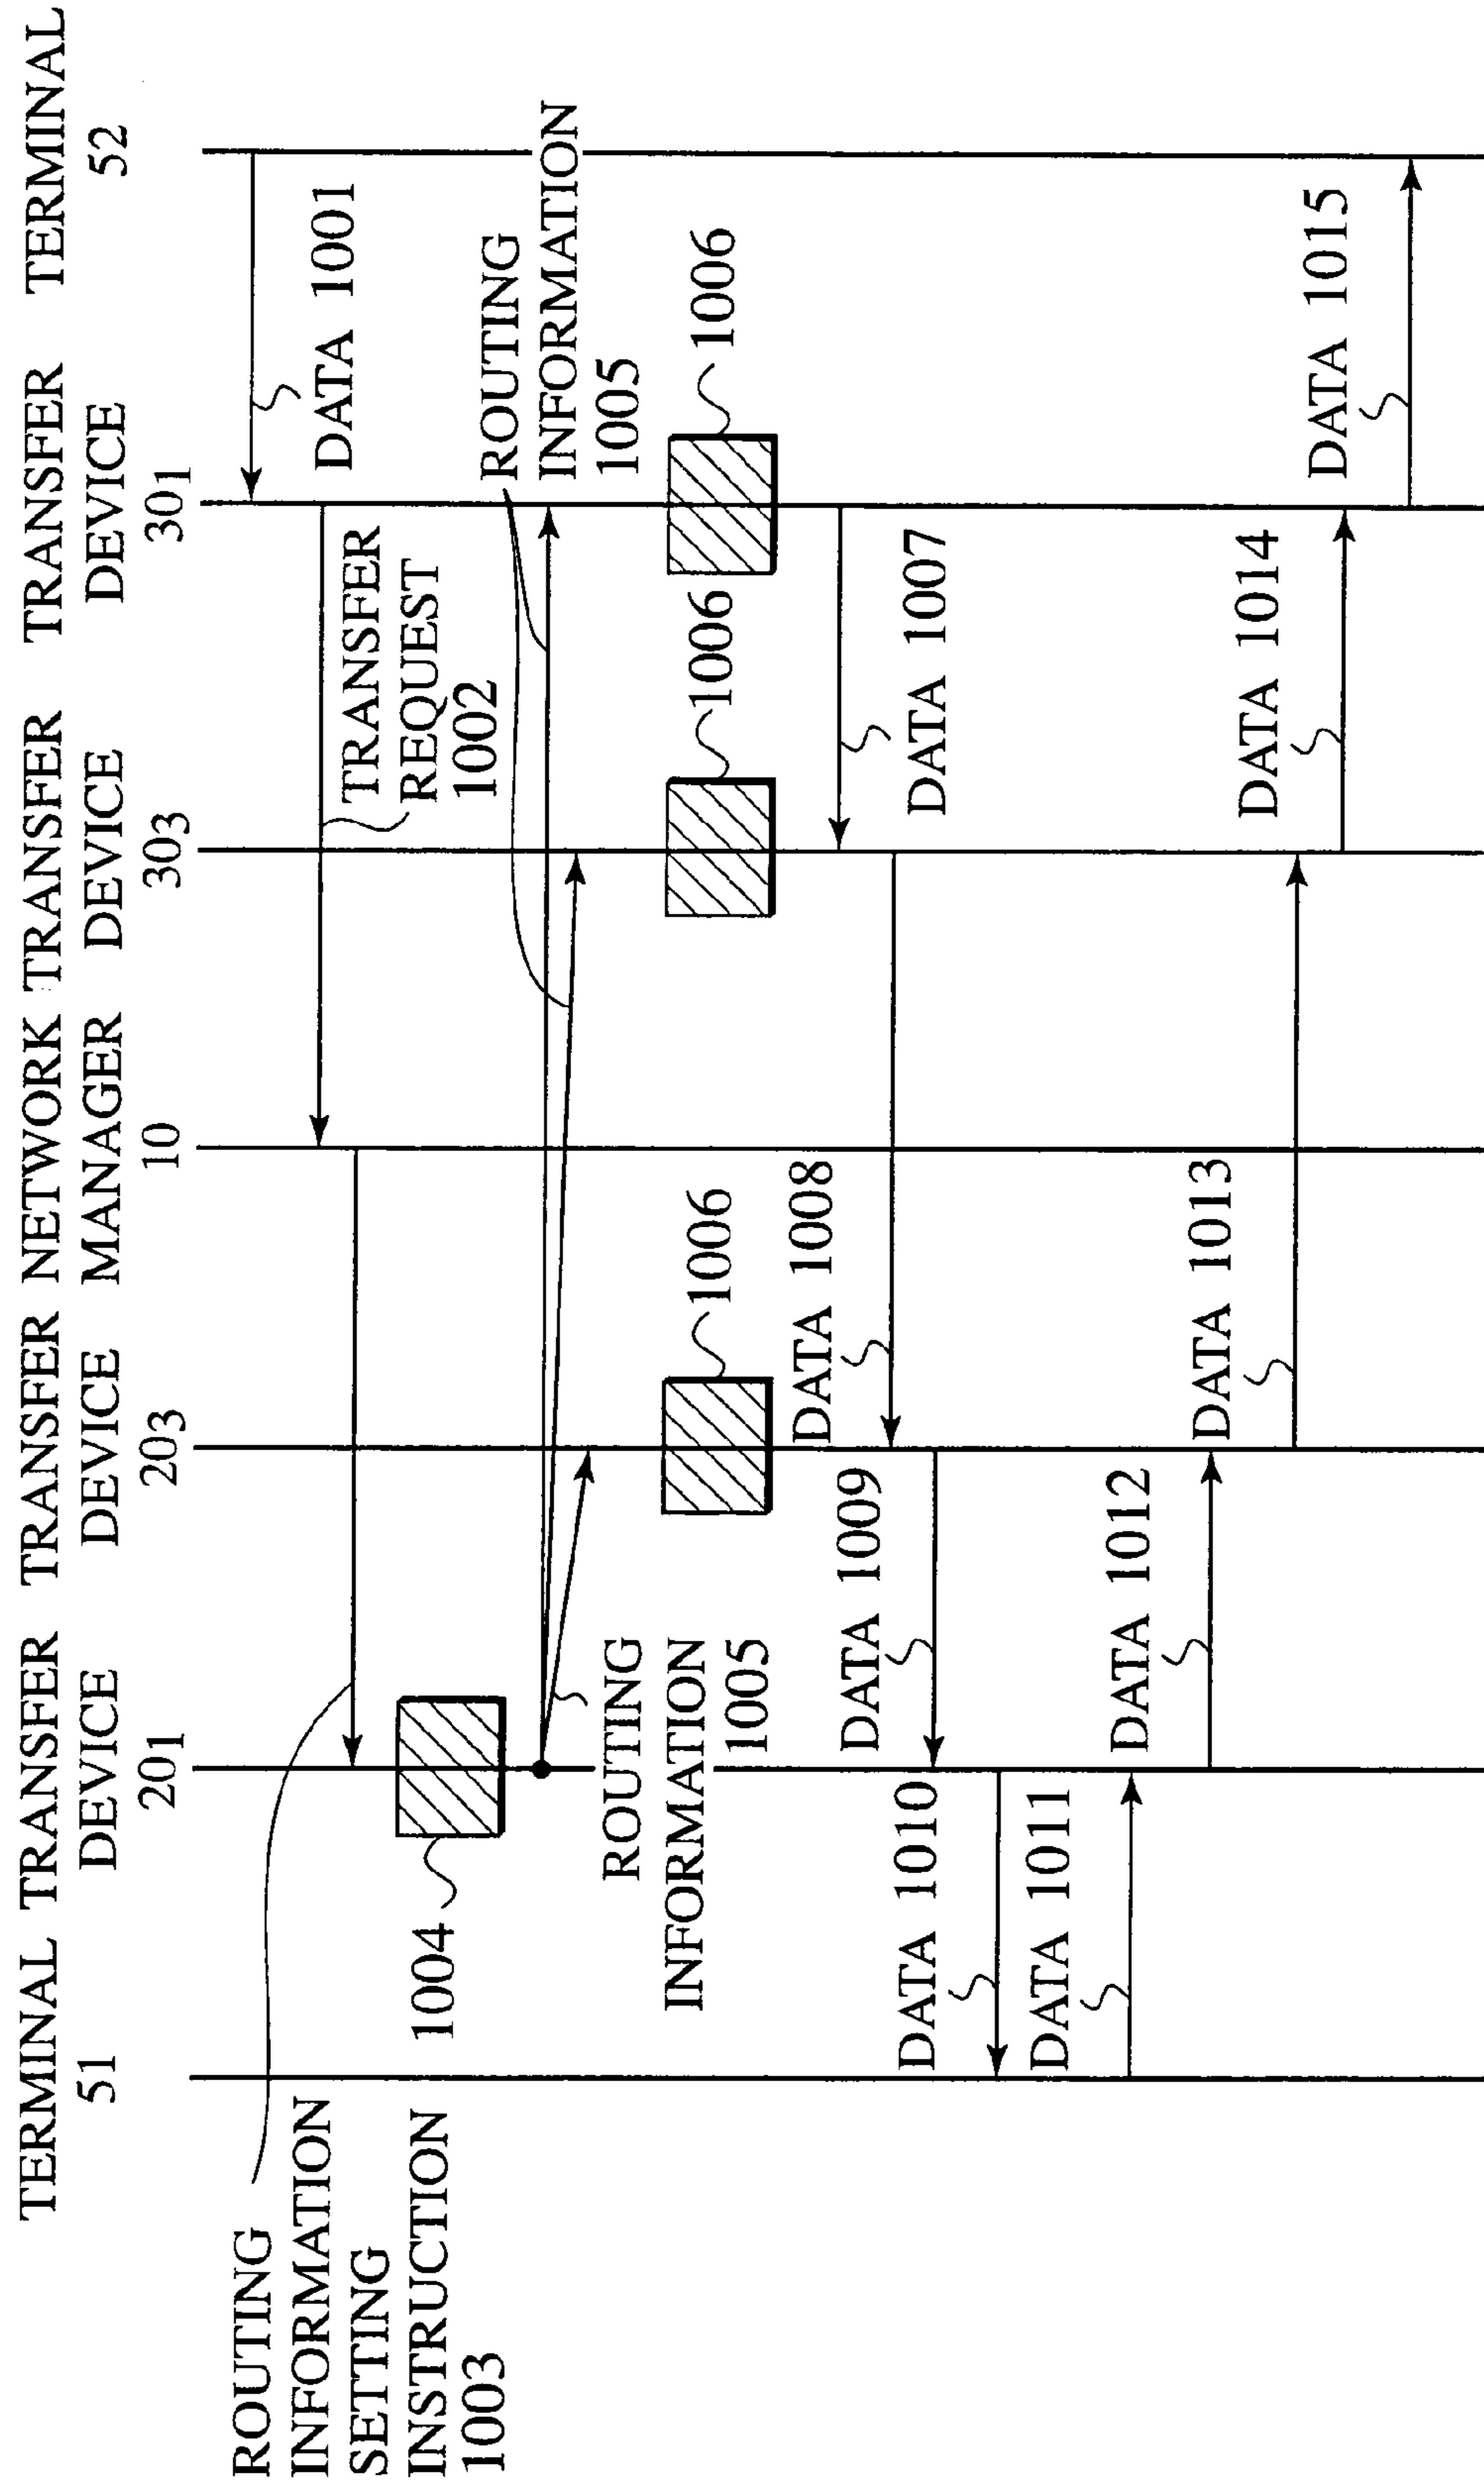 TERMINAL TRANSFER TRANSFER NETWORK TRANSFER TRANSFER TERMINAL
51 DEVICE DEVICE MANAGER DEVICE DEVICE 52
20₁ 20₃ 10 30₃ 30₁
ROUTING
INFORMATION
SETTING
INSTRUCTION
1003
DATA 1001
TRANSFER
REQUEST
1002
1004
ROUTING
INFORMATION
1005
ROUTING
INFORMATION
1005
1006
1006
1006
DATA 1007
DATA 1008
DATA 1009
DATA 1010
DATA 1011
DATA 1012
DATA 1013
DATA 1014
DATA 1015